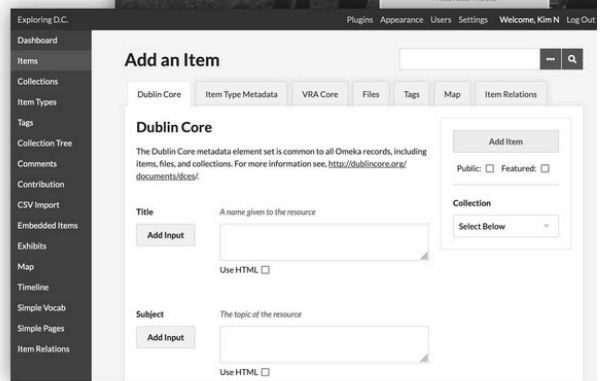 Exploring D.C.
Plugins Appearance Users Settings Welcome, Kim N Log Out
Dashboard
Items
Collections
Item Types
Tags
Collection Tree
Comments
Contribution
CSV Import
Embedded Items
Exhibits
Map
Timeline
Simple Vocab
Simple Pages
Item Relations
Add an Item
Dublin Core
Item Type Metadata
VRA Core
Files
Tags
Map
Item Relations
Dublin Core
The Dublin Core metadata element set is common to all Omeka records, including
items, files, and collections. For more information see, http://dublincore.org/
documents/dces/.
Title
A name given to the resource
Add Input
Use HTML
Subject
The topic of the resource
Add Input
Use HTML
Add Item
Public: Featured:
Collection
Select Below